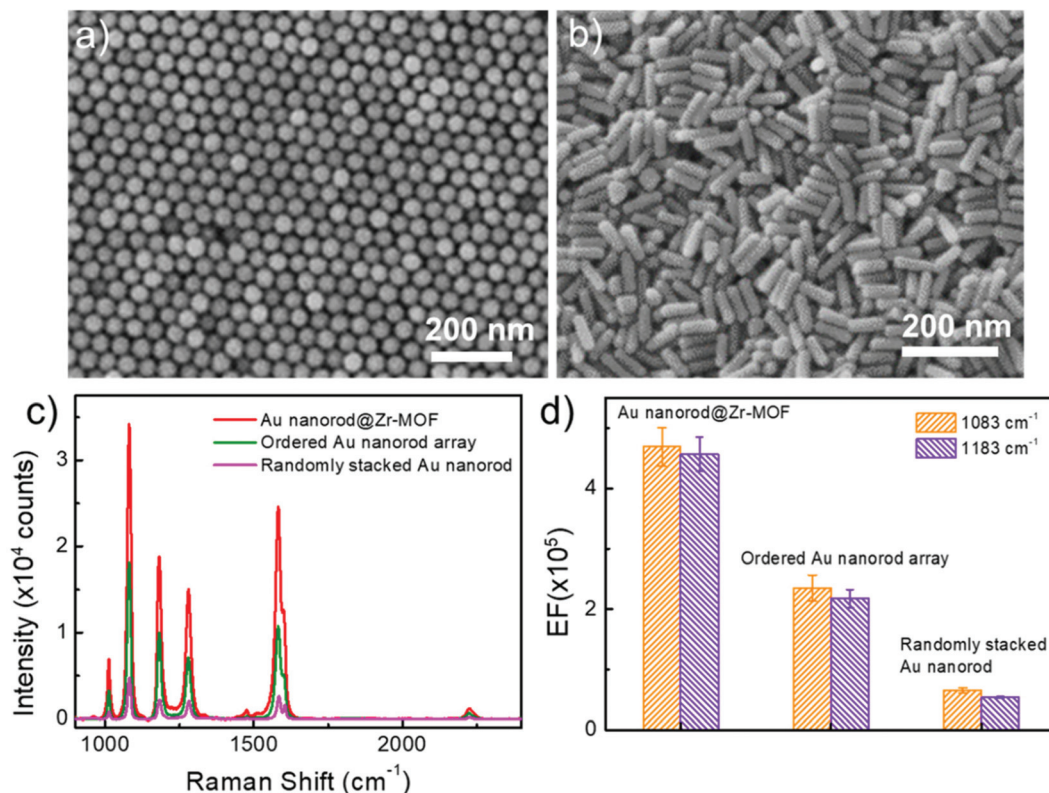 a)
200 nm
b)
200 nm
c)
Au nanorod@Zr-MOF
Ordered Au nanorod array
Randomly stacked Au nanorod
Intensity (x10⁴ counts)
3
2
1
0
1000
1500
2000
Raman Shift (cm⁻¹)
d)
Au nanorod@Zr-MOF
1083 cm⁻¹
1183 cm⁻¹
Ordered Au nanorod array
Randomly stacked
Au nanorod
EF(x10⁵)
4
2
0